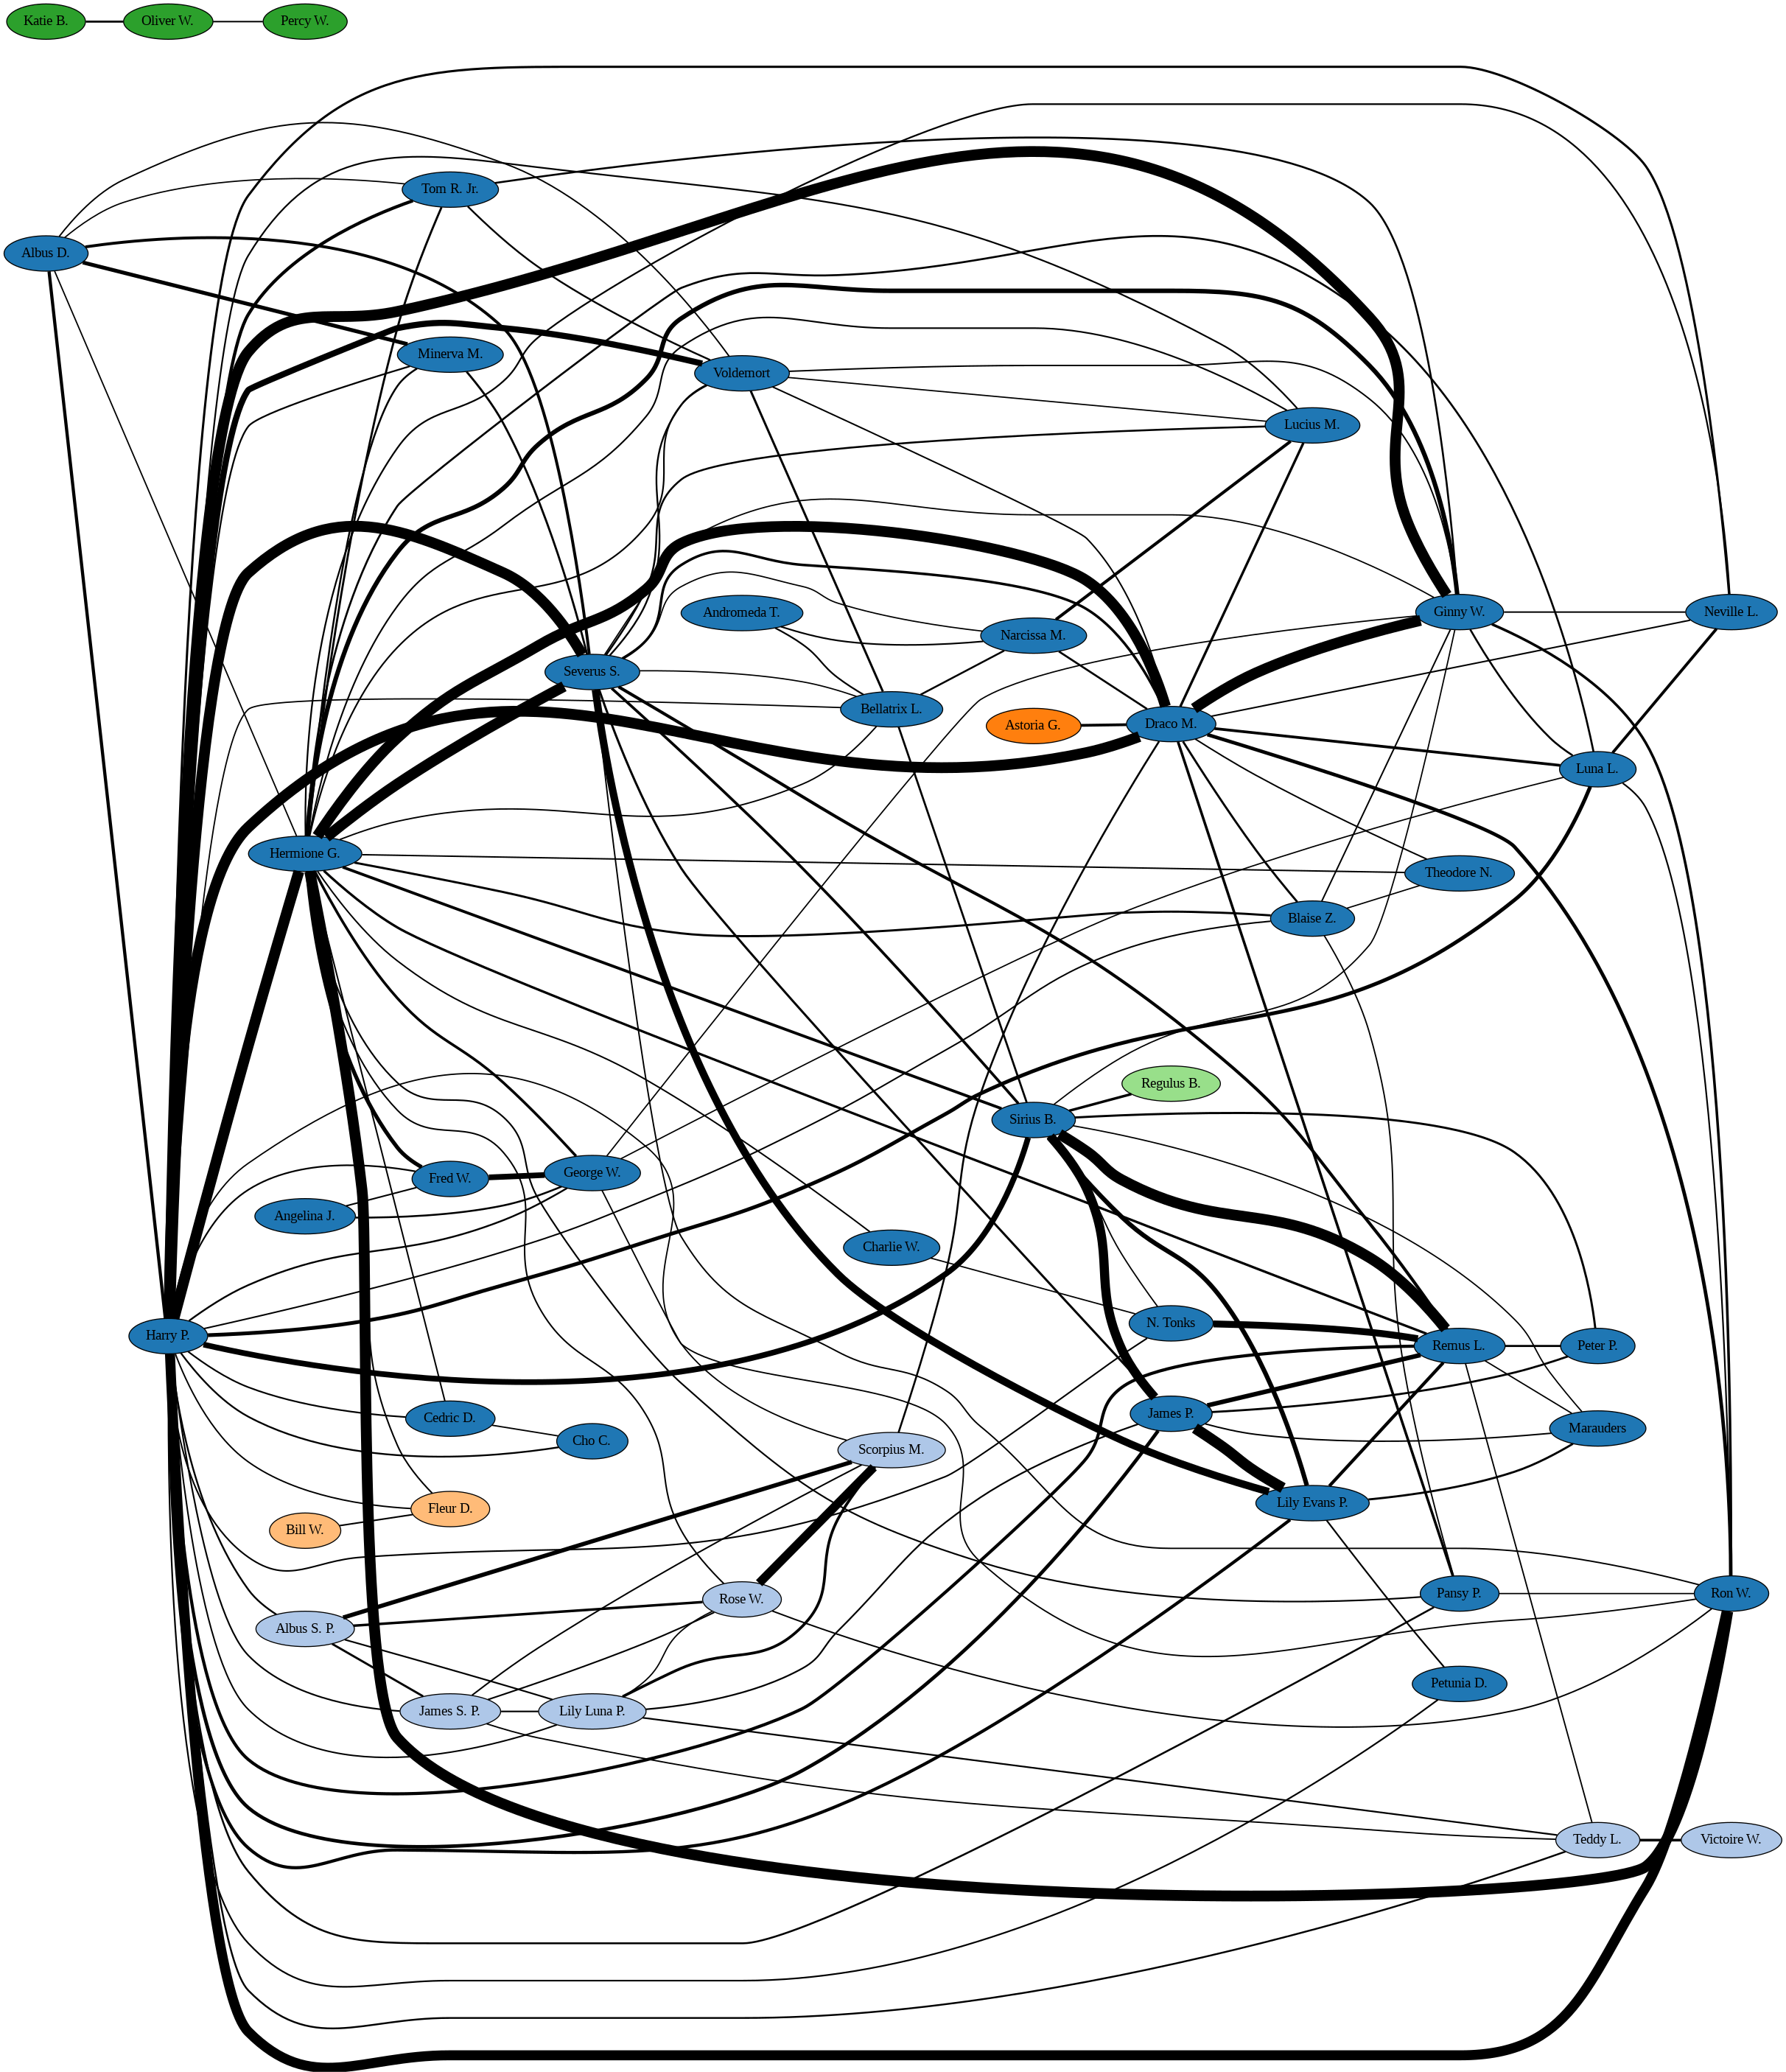 Katie B.
Oliver W.
Percy W.
Tom R. Jr.
Albus D.
Minerva M.
Voldemort
Lucius M.
Andromeda T.
Narcissa M.
Ginny W.
Neville L.
Severus S.
Bellatrix L.
Astoria G.
Draco M.
Luna L.
Hermione G.
Theodore N.
Blaise Z.
Regulus B.
Sirius B.
Fred W.
George W.
Angelina J.
Charlie W.
Harry P.
N. Tonks
Remus L.
Peter P.
Cedric D.
Cho C.
James P.
Marauders
Scorpius M.
Lily Evans P.
Fleur D.
Bill W.
Rose W.
Pansy P.
Ron W.
Albus S. P.
Petunia D.
James S. P.
Lily Luna P.
Teddy L.
Victoire W.